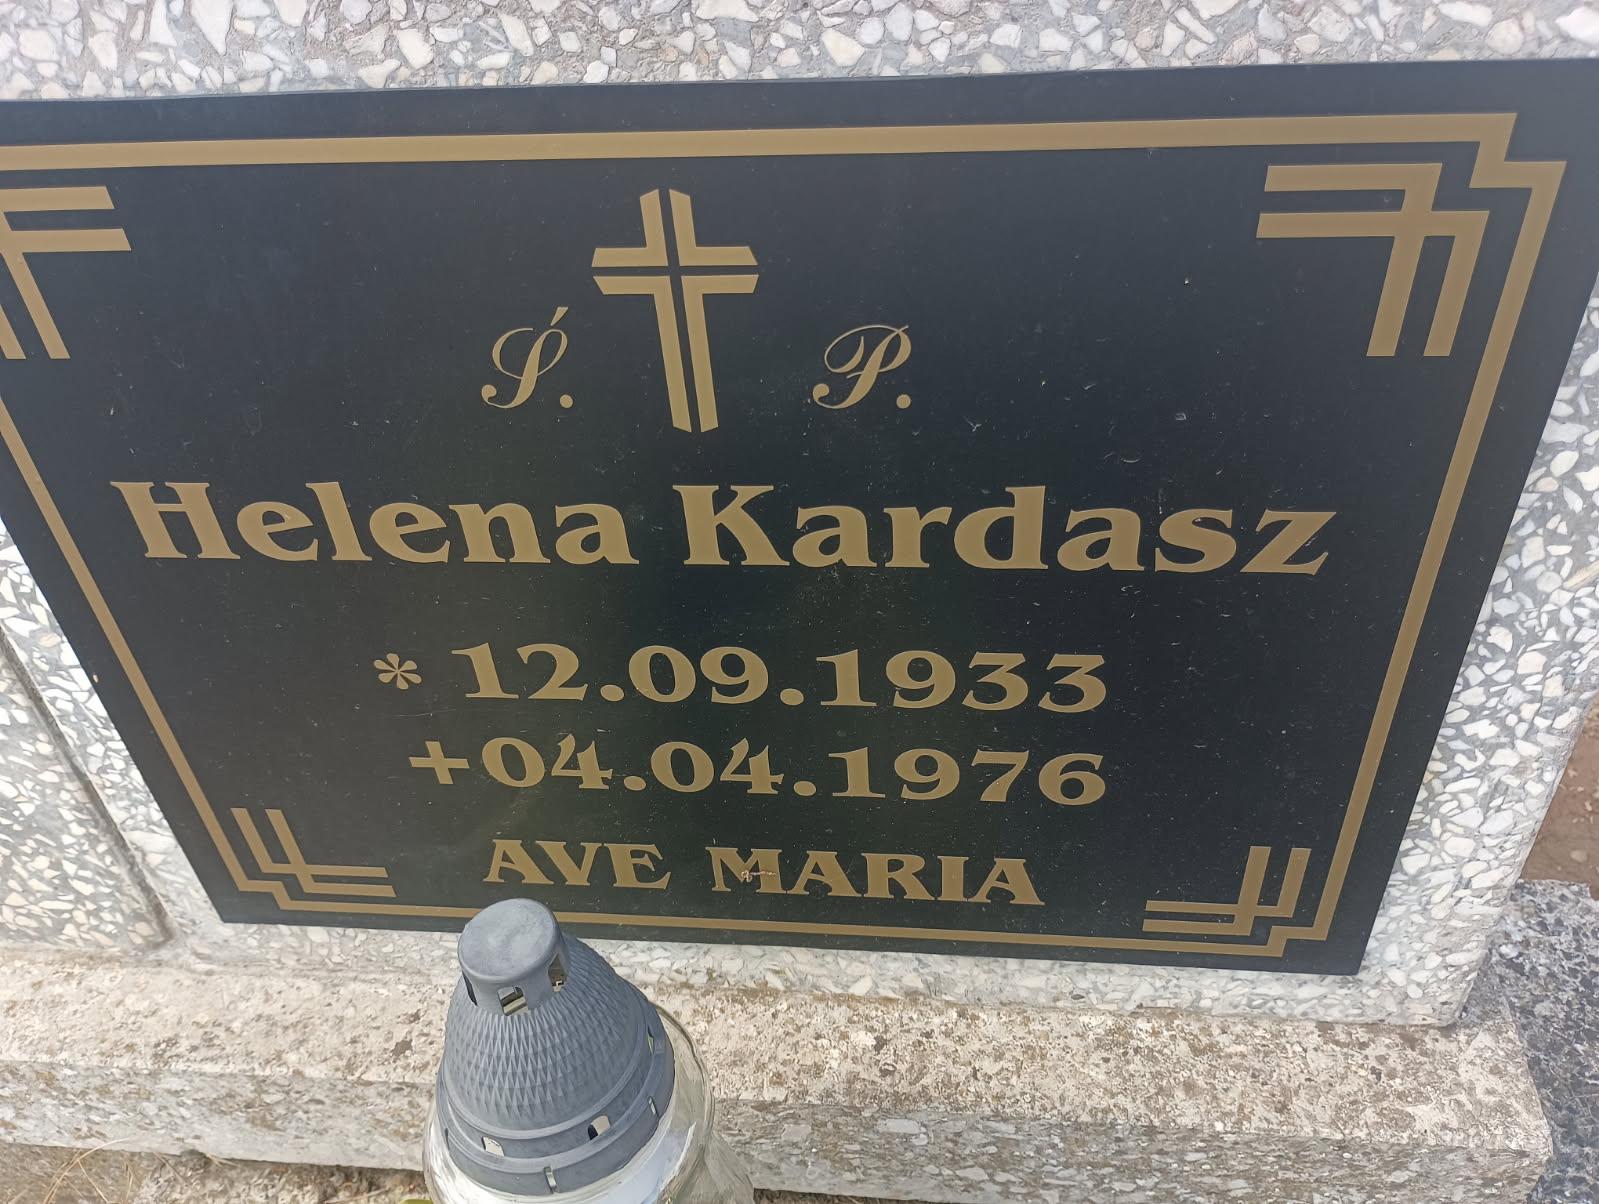 Ś. P.
Helena Kardasz
* 12.09.1933
+04.04.1976
AVE MARIA